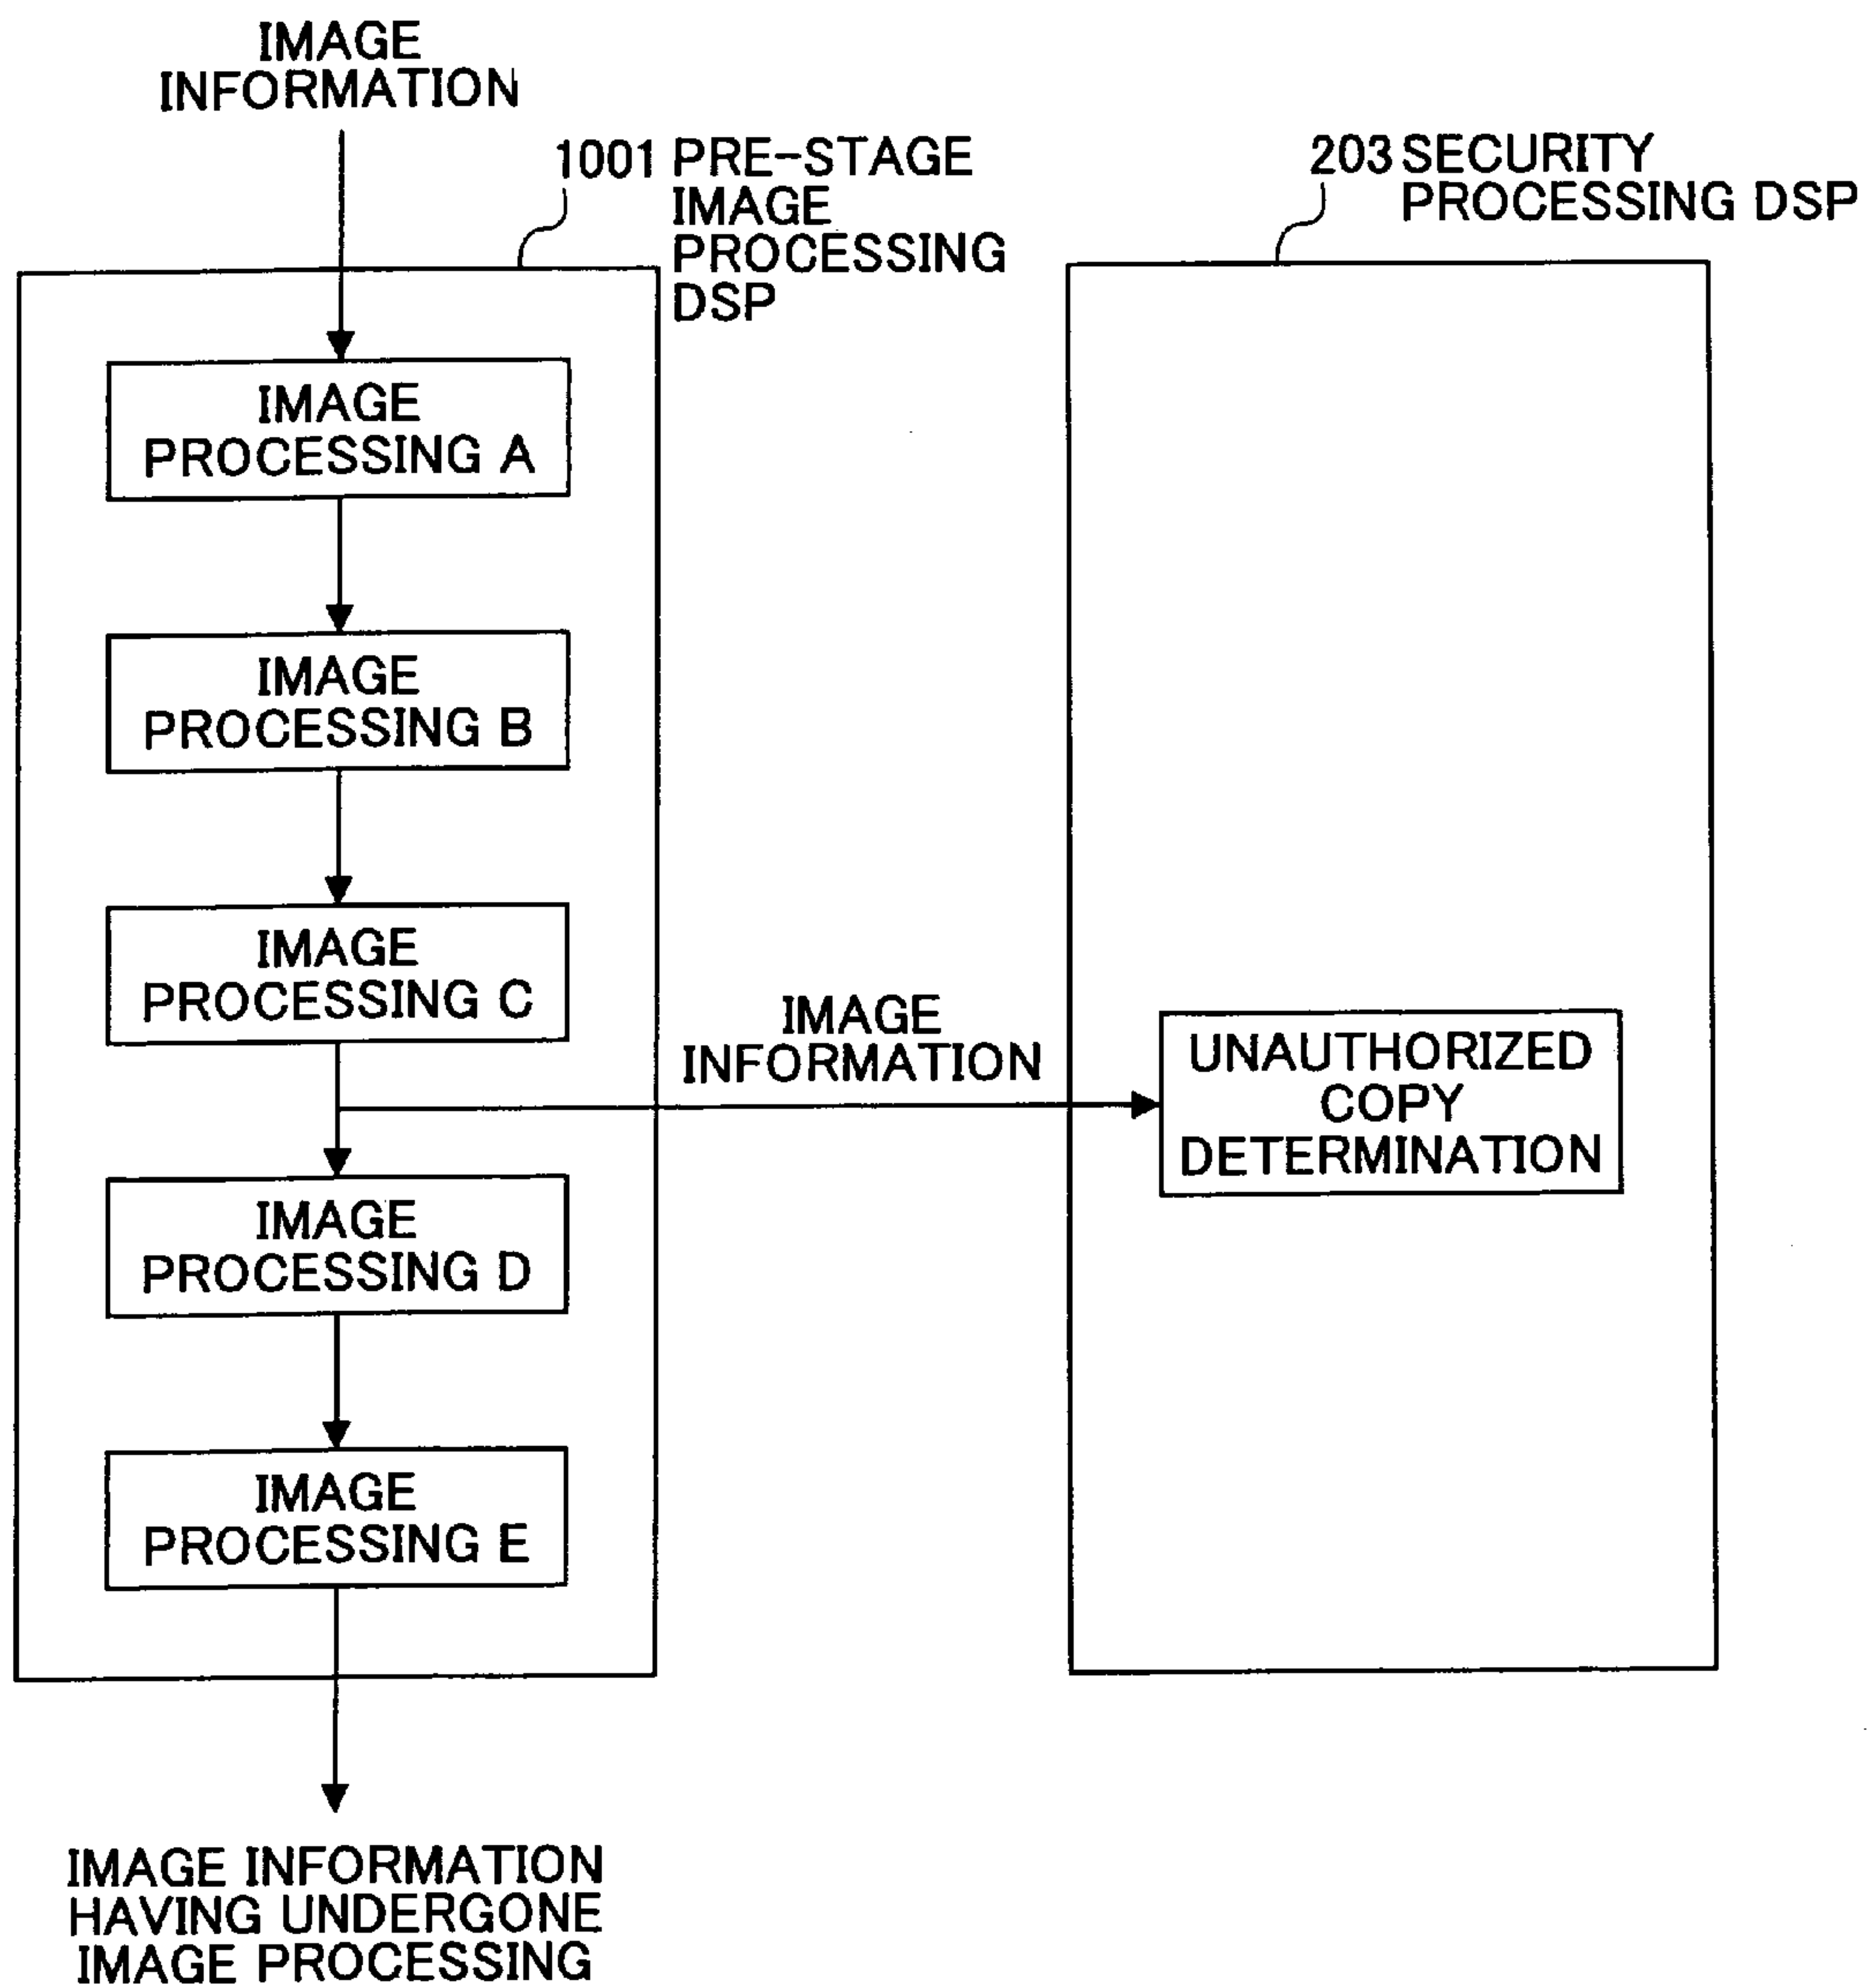 IMAGE
INFORMATION
1001 PRE-STAGE
IMAGE
PROCESSING
DSP
203 SECURITY
PROCESSING DSP
IMAGE
PROCESSING A
IMAGE
PROCESSING B
IMAGE
PROCESSING C
IMAGE
INFORMATION
UNAUTHORIZED
COPY
DETERMINATION
IMAGE
PROCESSING D
IMAGE
PROCESSING E
IMAGE INFORMATION
HAVING UNDERGONE
IMAGE PROCESSING